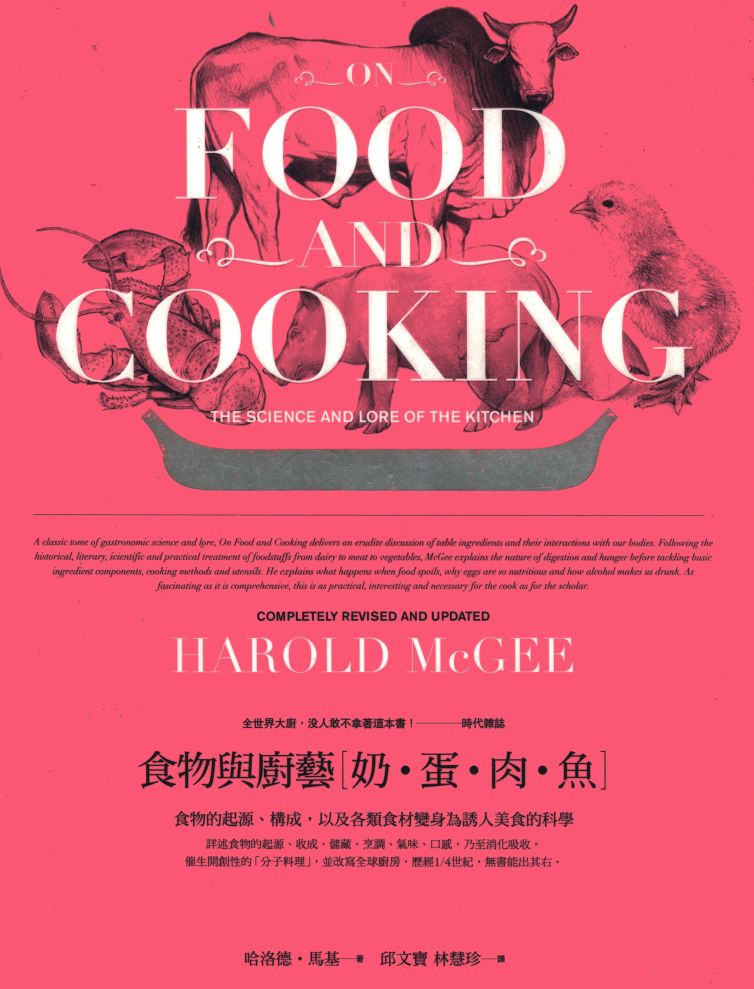 ON
FOOD
AND
COOKING
THE SCIENCE AND LORE OF THE KITCHEN
A classic tome of gastronomic science and lore, On Food and Cooking delivers an erudite discussion of table ingredients and their interactions with our bodies. Following the
historical, literary, scientific and practical treatment of foodstuffs from dairy to meat to vegetables, McGee explains the nature of digestion and hunger before tackling basic
ingredient components, cooking methods and utensils. He explains what happens when food spoils, why eggs are so nutritious and how alcohol makes us drunk. As
fascinating as it is comprehensive, this is as practical, interesting and necessary for the cook as for the scholar.
COMPLETELY REVISED AND UPDATED
HAROLD McGEE
全世界大廚，没人敢不拿著這本書！———時代雜誌
食物與廚藝[奶•蛋•肉•魚]
食物的起源、構成，以及各類食材變身為誘人美食的科學
詳述食物的起源、收成、儲藏、烹調、氣味、口感，乃至消化吸收。
催生開創性的「分子料理」，並改寫全球廚房，歷經1/4世紀，無書能出其右。
哈洛德•馬基—著 邱文寶 林慧珍—譯